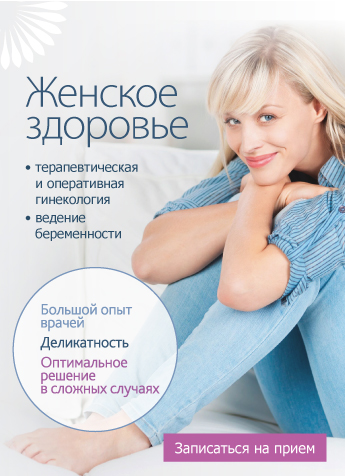 Женское
здоровье
• терапевтическая
и оперативная
гинекология
• ведение
беременности
Большой опыт
врачей
Деликатность
Оптимальное
решение
в сложных случаях
Записаться на прием